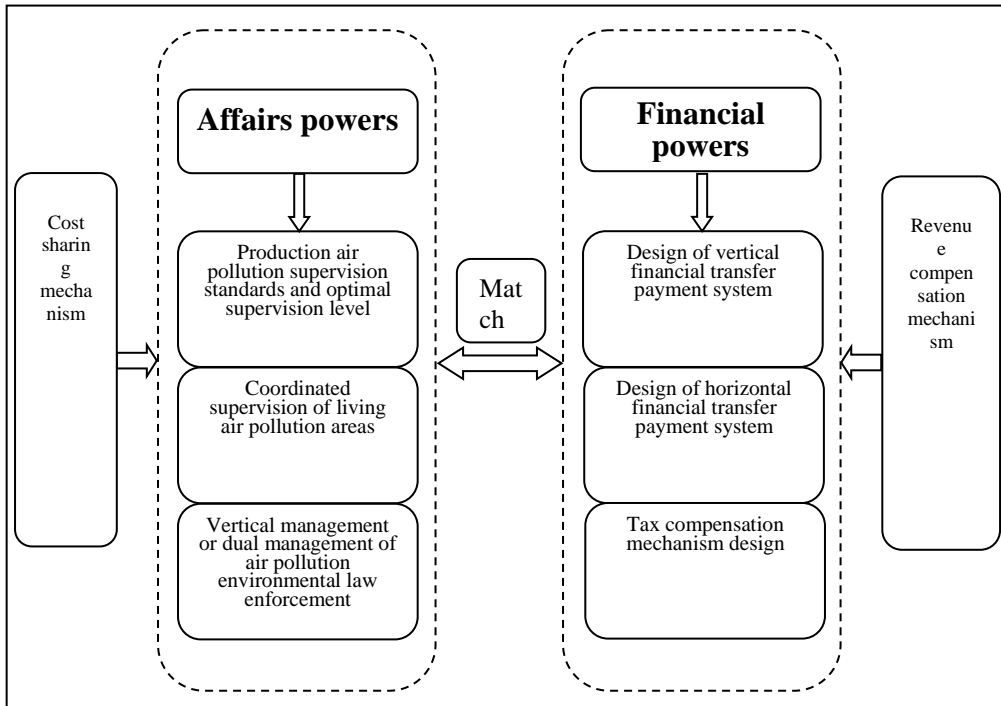 Affairs powers
Financial
powers
Cost
sharin
g
mecha
nism
Production air
pollution supervision
standards and optimal
supervision level
Coordinated
supervision of living
air pollution areas
Vertical management
or dual management of
air pollution
environmental law
enforcement
Mat
ch
Design of vertical
financial transfer
payment system
Design of horizontal
financial transfer
payment system
Tax compensation
mechanism design
Revenu
e
compen
sation
mechani
sm